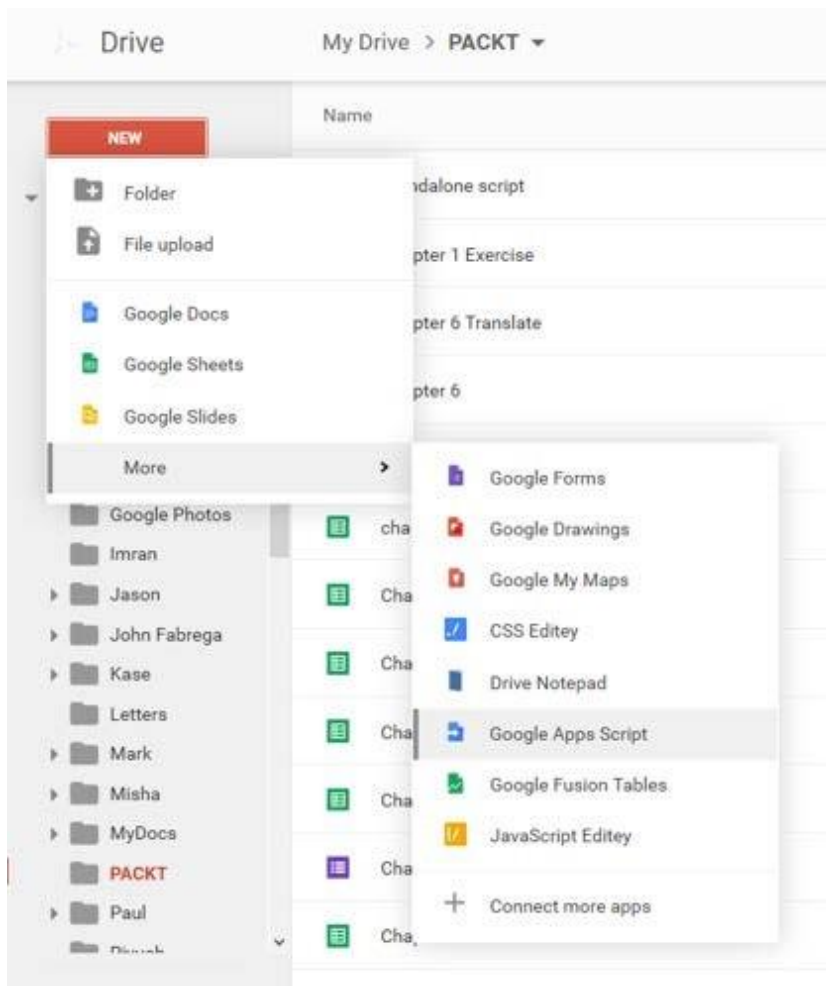 Drive
My Drive > PACKT
NEW
Name
Folder
File upload
Google Docs
Google Sheets
Google Slides
More
dalone script
pter 1 Exercise
pter 6 Translate
pter 6
Google Forms
Google Drawings
Google My Maps
CSS Editey
Drive Notepad
Google Apps Script
Google Fusion Tables
JavaScript Editey
Connect more apps
Google Photos
Imran
Jason
John Fabrega
Kase
Letters
Mark
Misha
MyDocs
PACKT
Paul
cha
Cha
Cha
Cha
Cha
Cha
Cha